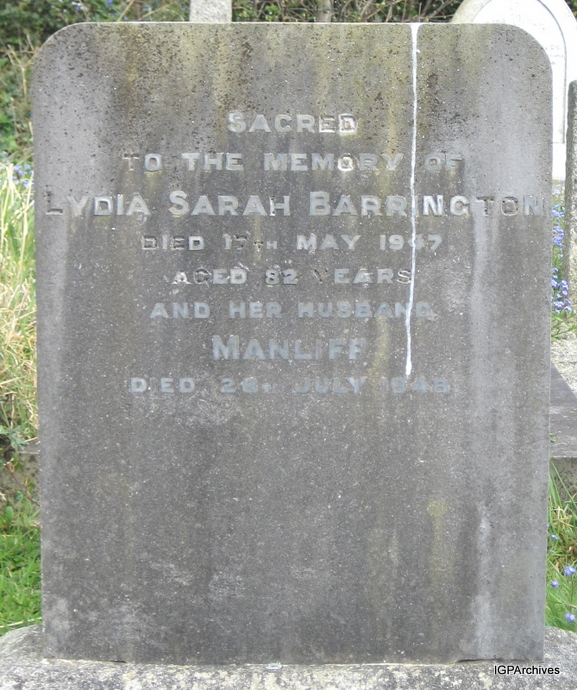 SACRED
TO THE MEMORY OF
LYDIA SARAH BARRINGTON
DIED 17TH MAY 1947
AGED 82 YEARS
AND HER HUSBAND
MANLIFF
DIED 26TH JULY 1948
IGPArchives